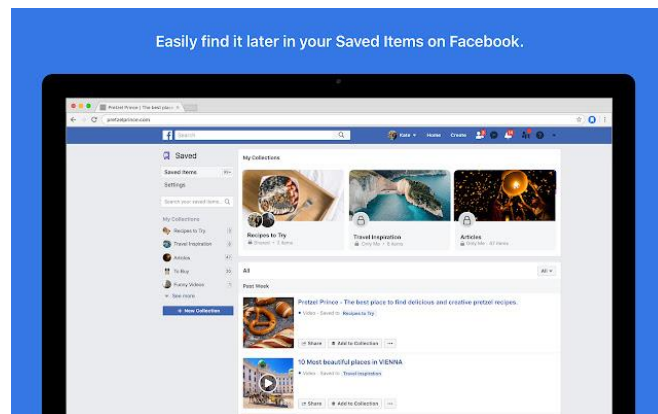 Easily find it later in your Saved Items on Facebook.
Pretzel Prince | The best place
pretzelprince.com
Search
Kate
Home
Create
Saved
Saved Items
Settings
Search your saved items
My Collections
Recipes to Try
Travel Inspiration
Articles
To Buy
Funny Videos
See more
+ New Collection
My Collections
Recipes to Try
Travel Inspiration
Only Me • 5 items
Articles
Only Me • 47 items
All
All
Past Week
Pretzel Prince - The best place to find delicious and creative pretzel recipes.
• Video • Saved to Recipes to Try
Share
Add to Collection
10 Most beautiful places in VIENNA
• Video • Saved to Travel Inspiration
Share
Add to Collection